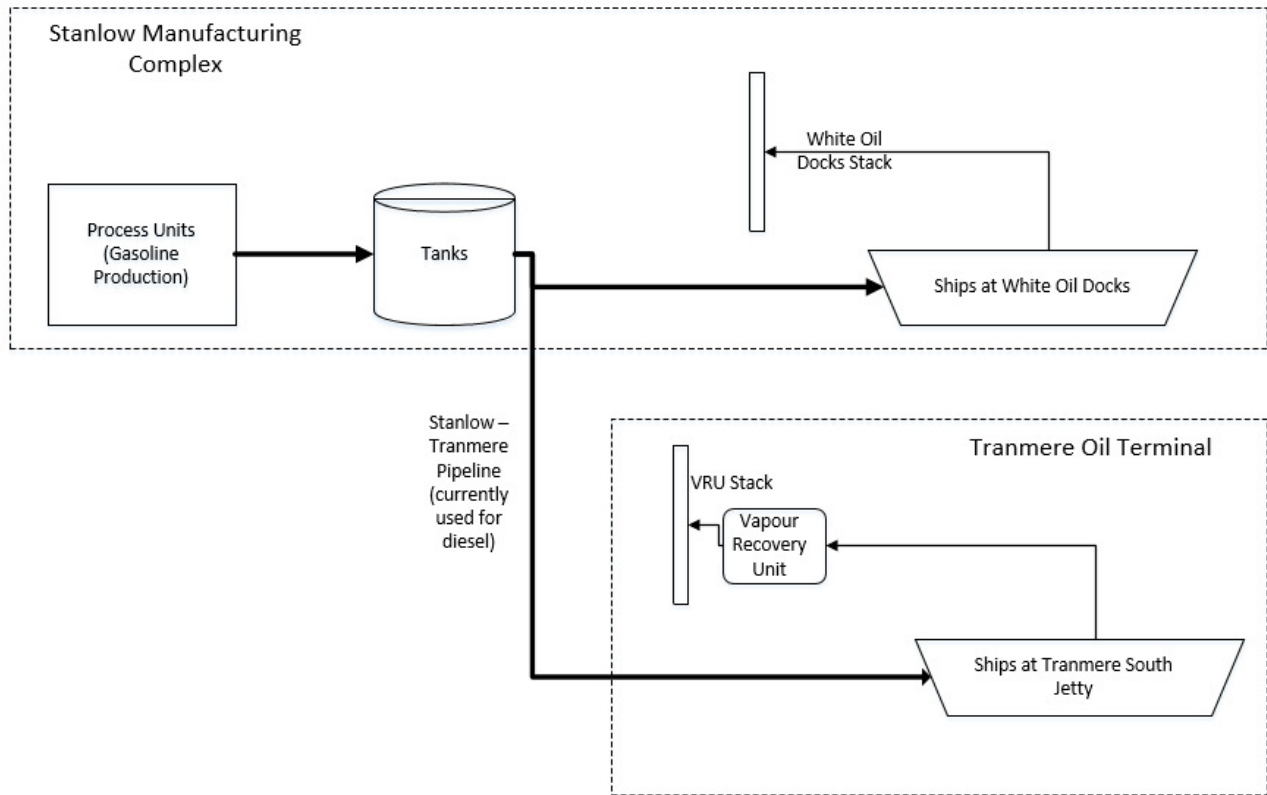 Stanlow Manufacturing
Complex
White Oil
Docks Stack
Process Units
(Gasoline
Production)
Tanks
Ships at White Oil Docks
Stanlow –
Tranmere
Pipeline
(currently
used for
diesel)
Tranmere Oil Terminal
VRU Stack
Vapour
Recovery
Unit
Ships at Tranmere South
Jetty